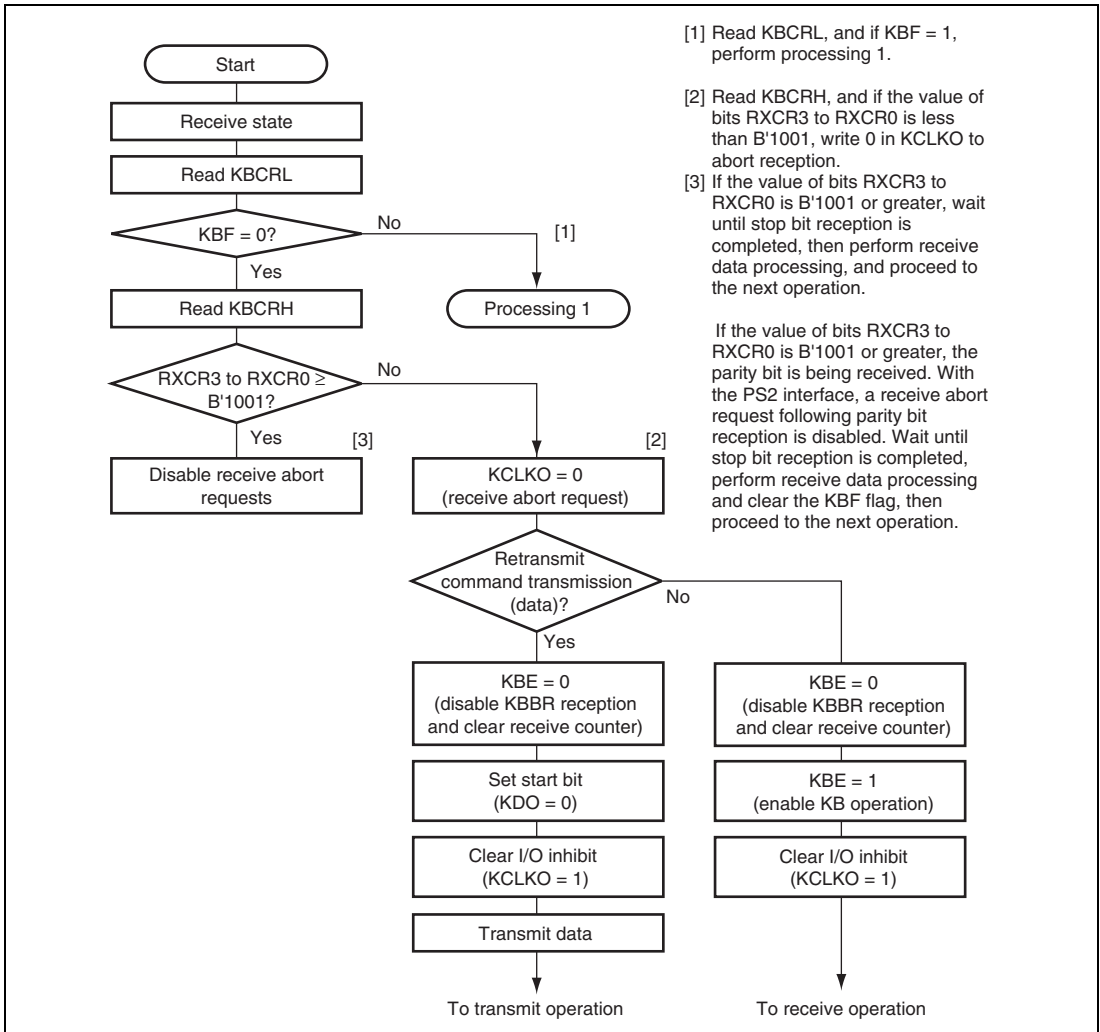 Start
Receive state
Read KBCRL
KBF = 0?
No
[1]
Yes
Processing 1
Read KBCRH
RXCR3 to RXCR0 ≥
B'1001?
No
Yes
[3]
Disable receive abort
requests
[2]
KCLKO = 0
(receive abort request)
Retransmit
command transmission
(data)?
No
Yes
KBE = 0
(disable KBBR reception
and clear receive counter)
Set start bit
(KDO = 0)
Clear I/O inhibit
(KCLKO = 1)
Transmit data
To transmit operation
KBE = 0
(disable KBBR reception
and clear receive counter)
KBE = 1
(enable KB operation)
Clear I/O inhibit
(KCLKO = 1)
To receive operation
[1] Read KBCRL, and if KBF = 1,
perform processing 1.
[2] Read KBCRH, and if the value of
bits RXCR3 to RXCR0 is less
than B'1001, write 0 in KCLKO to
abort reception.
[3] If the value of bits RXCR3 to
RXCR0 is B'1001 or greater, wait
until stop bit reception is
completed, then perform receive
data processing, and proceed to
the next operation.
If the value of bits RXCR3 to
RXCR0 is B'1001 or greater, the
parity bit is being received. With
the PS2 interface, a receive abort
request following parity bit
reception is disabled. Wait until
stop bit reception is completed,
perform receive data processing
and clear the KBF flag, then
proceed to the next operation.